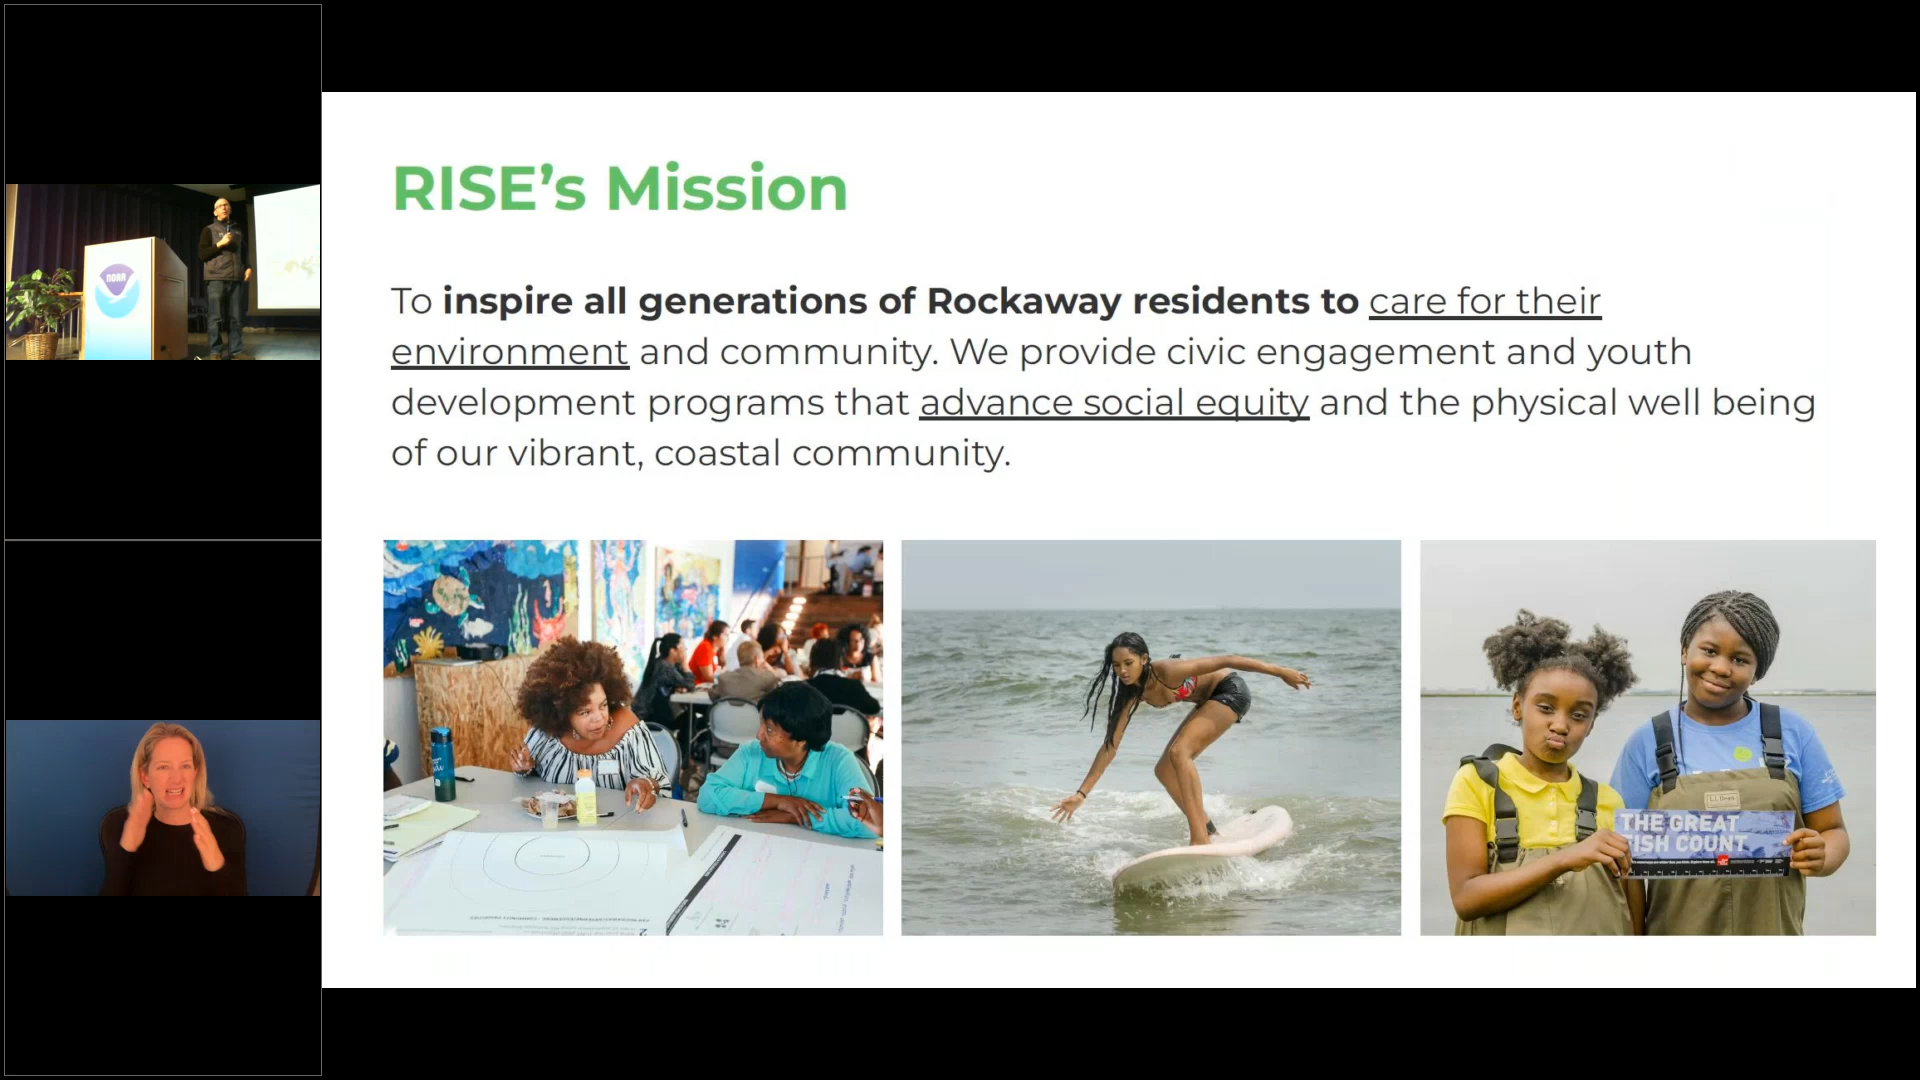 RISE’s Mission
To inspire all generations of Rockaway residents to care for their
environment and community. We provide civic engagement and youth
development programs that advance social equity and the physical well being
of our vibrant, coastal community.
NOAA
THE GREAT
FISH COUNT